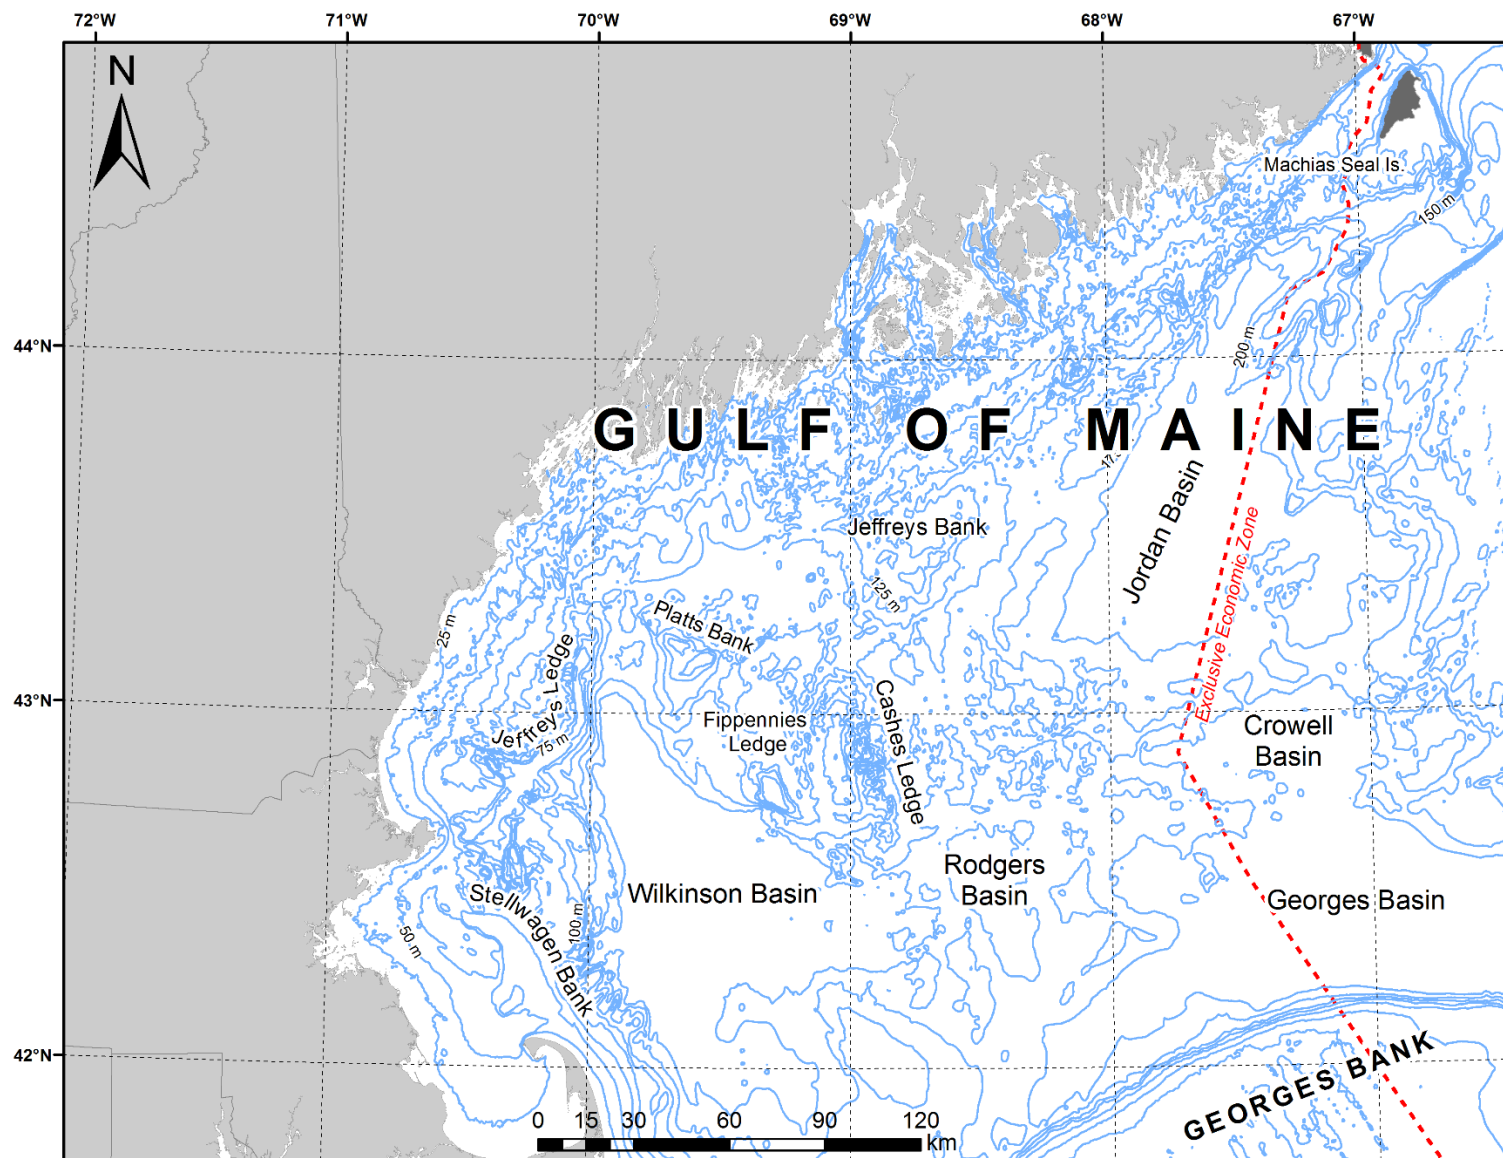 72°W 71°W 70°W 69°W 68°W 67°W
N
Machias Seal Is.
150 m
44°N
200 m
GULF OF MAINE
Jordan Basin
Jeffreys Bank
Exclusive Economic Zone
125 m
Platts Bank
25 m
Jeffreys Ledge
75 m
43°N
Cashes Ledge
Fippennies
Ledge
Crowell
Basin
Rodgers
Basin
Wilkinson Basin
Georges Basin
Stellwagen Bank
100 m
50 m
42°N
GEORGES BANK
0 15 30 60 90 120
km